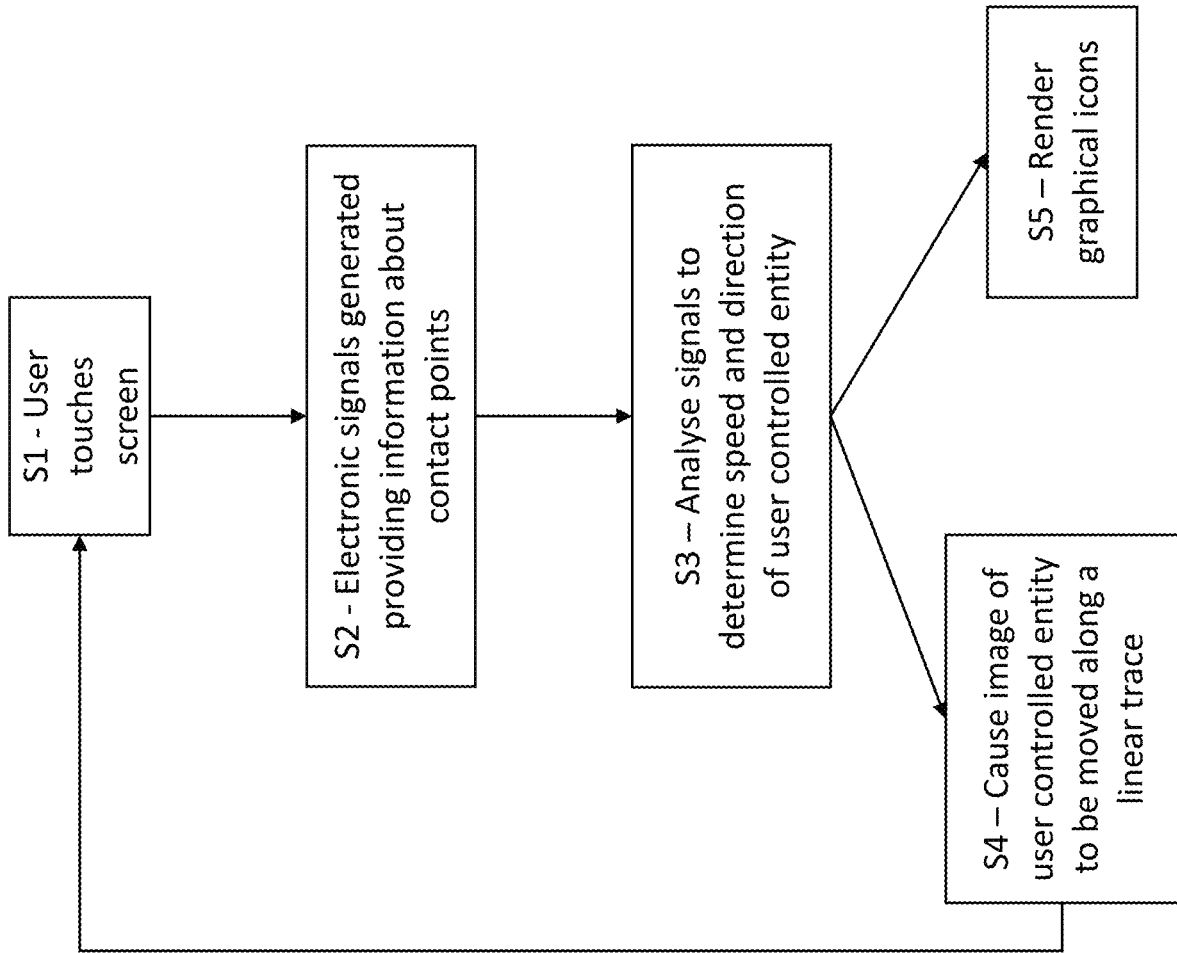 S1 - User
touches
screen
S2 - Electronic signals generated
providing information about
contact points
S3 – Analyse signals to
determine speed and direction
of user controlled entity
S4 – Cause image of
user controlled entity
to be moved along a
linear trace
S5 – Render
graphical icons